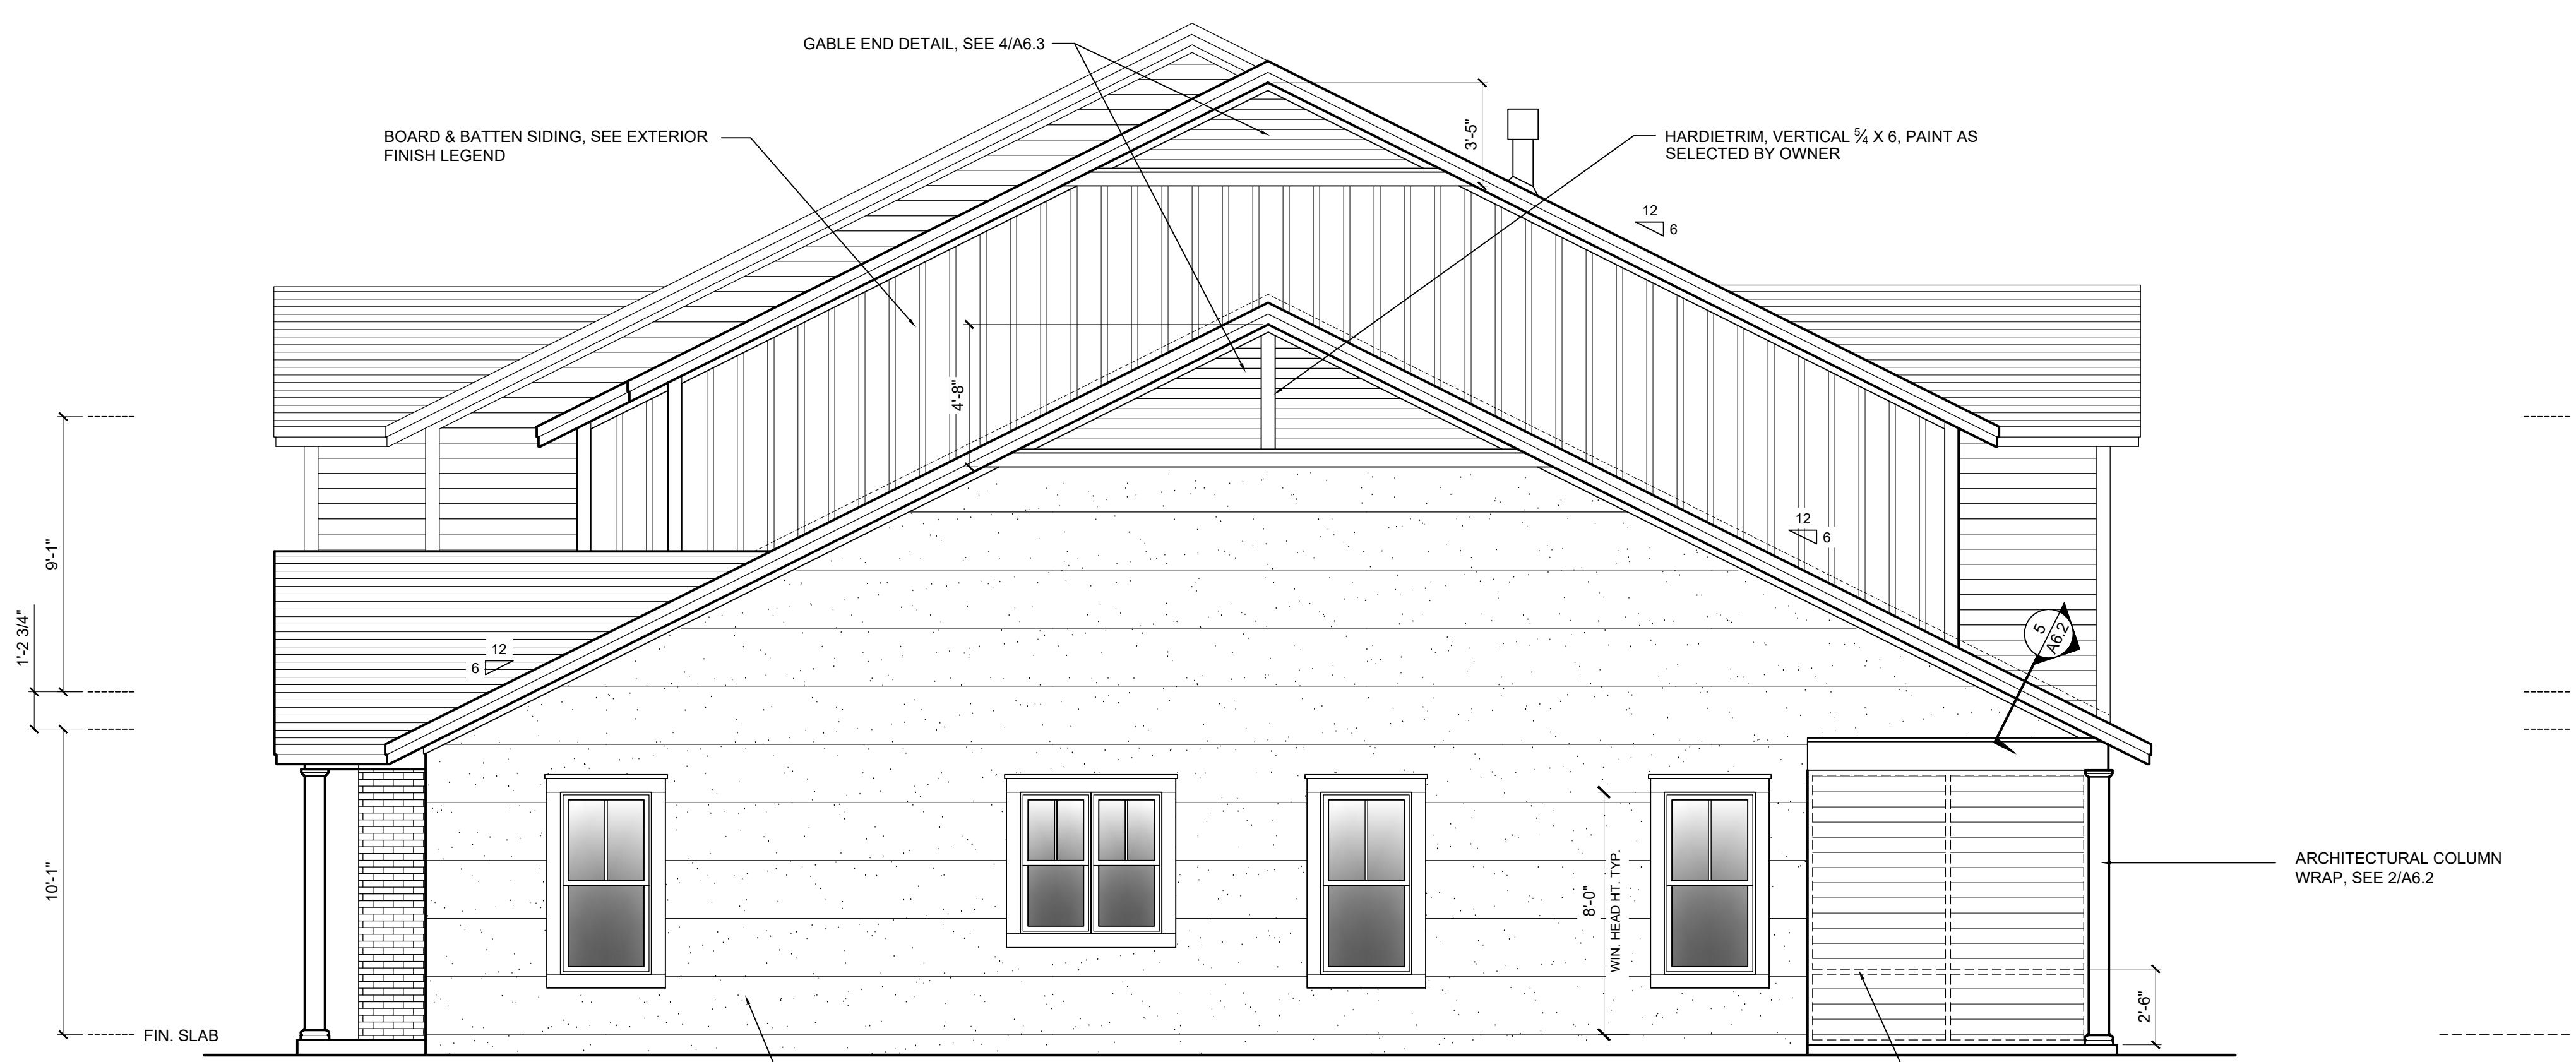 GABLE END DETAIL, SEE 4/A6.3
BOARD & BATTEN SIDING, SEE EXTERIOR
FINISH LEGEND
3'-5"
HARDIETRIM, VERTICAL 5/4 X 6, PAINT AS
SELECTED BY OWNER
12
6
4'-8"
9'-1"
12
6
1'-2 3/4"
12
6
5
A6.2
10'-1"
8'-0"
WIN. HEAD HT. TYP.
ARCHITECTURAL COLUMN
WRAP, SEE 2/A6.2
2'-6"
FIN. SLAB